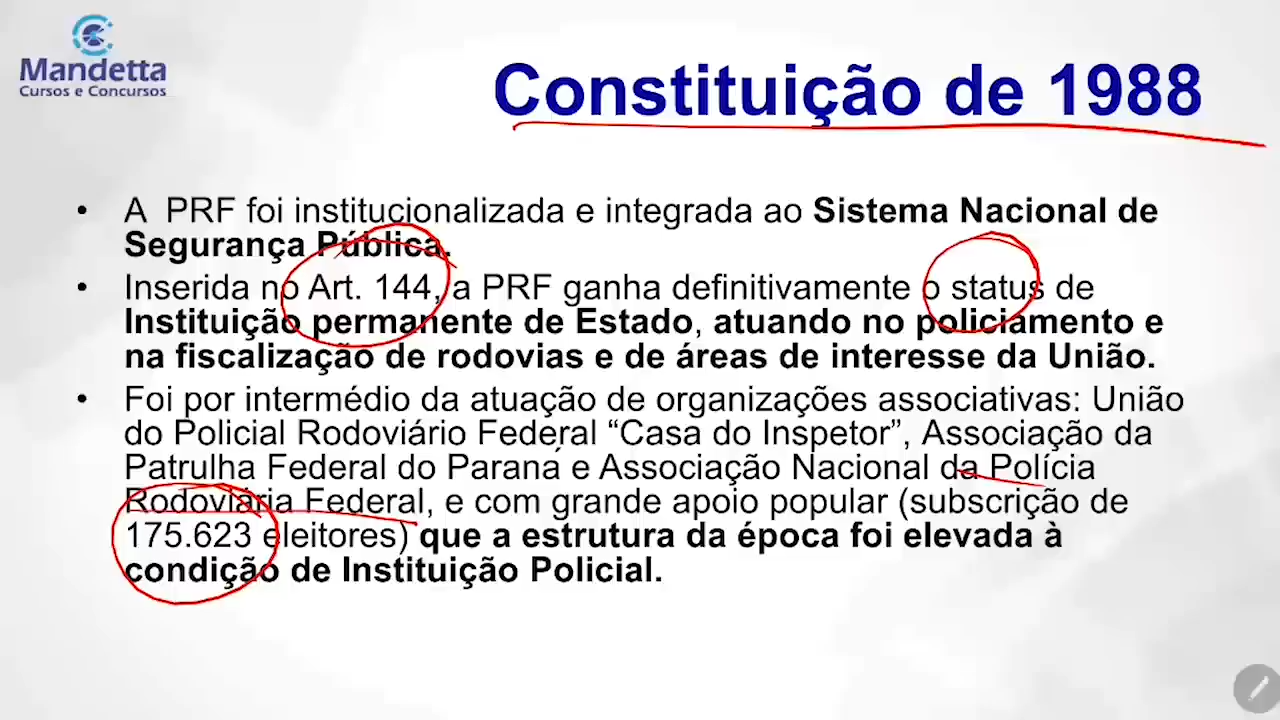 Mandetta
Cursos e Concursos
Constituição de 1988
• A PRF foi institucionalizada e integrada ao Sistema Nacional de
Segurança Pública.
• Inserida no Art. 144, a PRF ganha definitivamente o status de
Instituição permanente de Estado, atuando no policiamento e
na fiscalização de rodovias e de áreas de interesse da União.
• Foi por intermédio da atuação de organizações associativas: União
do Policial Rodoviário Federal “Casa do Inspetor”, Associação da
Patrulha Federal do Paraná e Associação Nacional da Polícia
Rodoviária Federal, e com grande apoio popular (subscrição de
175.623 eleitores) que a estrutura da época foi elevada à
condição de Instituição Policial.